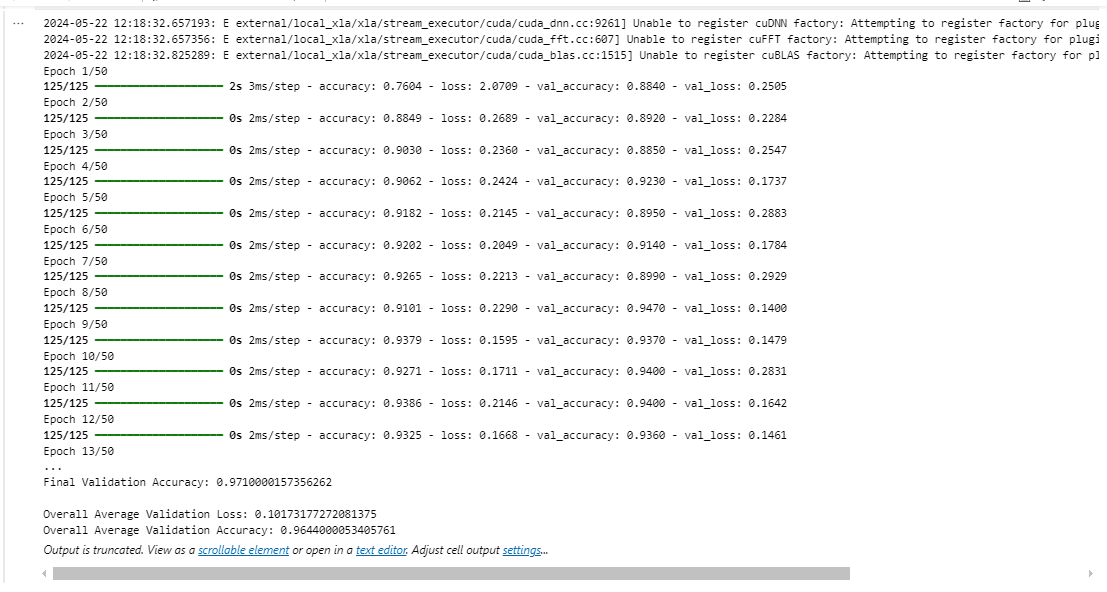 ...
2024-05-22 12:18:32.657193: E external/local_xla/xla/stream_executor/cuda/cuda_dnn.cc:9261] Unable to register cuDNN factory: Attempting to register factory for plug
2024-05-22 12:18:32.657356: E external/local_xla/xla/stream_executor/cuda/cuda_fft.cc:607] Unable to register cuFFT factory: Attempting to register factory for plugi
2024-05-22 12:18:32.825289: E external/local_xla/xla/stream_executor/cuda/cuda_blas.cc:1515] Unable to register cuBLAS factory: Attempting to register factory for pl
Epoch 1/50
125/125 2s 3ms/step - accuracy: 0.7604 - loss: 2.0709 - val_accuracy: 0.8840 - val_loss: 0.2505
Epoch 2/50
125/125 0s 2ms/step - accuracy: 0.8849 - loss: 0.2689 - val_accuracy: 0.8920 - val_loss: 0.2284
Epoch 3/50
125/125 0s 2ms/step - accuracy: 0.9030 - loss: 0.2360 - val_accuracy: 0.8850 - val_loss: 0.2547
Epoch 4/50
125/125 0s 2ms/step - accuracy: 0.9062 - loss: 0.2424 - val_accuracy: 0.9230 - val_loss: 0.1737
Epoch 5/50
125/125 0s 2ms/step - accuracy: 0.9182 - loss: 0.2145 - val_accuracy: 0.8950 - val_loss: 0.2883
Epoch 6/50
125/125 0s 2ms/step - accuracy: 0.9202 - loss: 0.2049 - val_accuracy: 0.9140 - val_loss: 0.1784
Epoch 7/50
125/125 0s 2ms/step - accuracy: 0.9265 - loss: 0.2213 - val_accuracy: 0.8990 - val_loss: 0.2929
Epoch 8/50
125/125 0s 2ms/step - accuracy: 0.9101 - loss: 0.2290 - val_accuracy: 0.9470 - val_loss: 0.1400
Epoch 9/50
125/125 0s 2ms/step - accuracy: 0.9379 - loss: 0.1595 - val_accuracy: 0.9370 - val_loss: 0.1479
Epoch 10/50
125/125 0s 2ms/step - accuracy: 0.9271 - loss: 0.1711 - val_accuracy: 0.9400 - val_loss: 0.2831
Epoch 11/50
125/125 0s 2ms/step - accuracy: 0.9386 - loss: 0.2146 - val_accuracy: 0.9400 - val_loss: 0.1642
Epoch 12/50
125/125 0s 2ms/step - accuracy: 0.9325 - loss: 0.1668 - val_accuracy: 0.9360 - val_loss: 0.1461
Epoch 13/50
...
Final Validation Accuracy: 0.9710000157356262
Overall Average Validation Loss: 0.10173177272081375
Overall Average Validation Accuracy: 0.9644000053405761
Output is truncated. View as a scrollable element or open in a text editor. Adjust cell output settings...